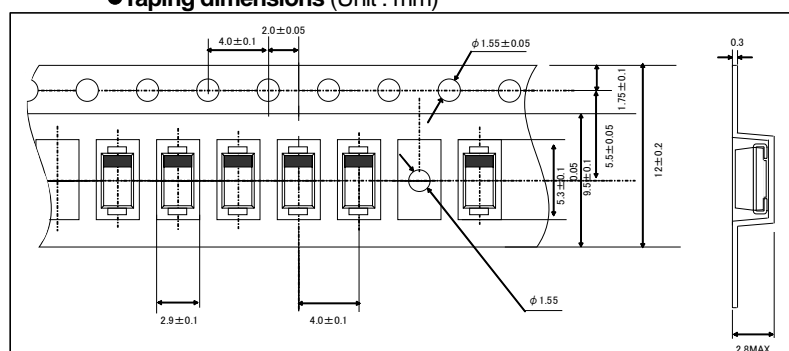 ●Taping dimensions (Unit : mm)
2.0±0.05
4.0±0.1
φ1.55±0.05
0.3
1.75±0.1
5.5±0.05
12±0.2
9.5±0.1
0.05
5.3±0.1
φ1.55
2.9±0.1
4.0±0.1
2.8MAX